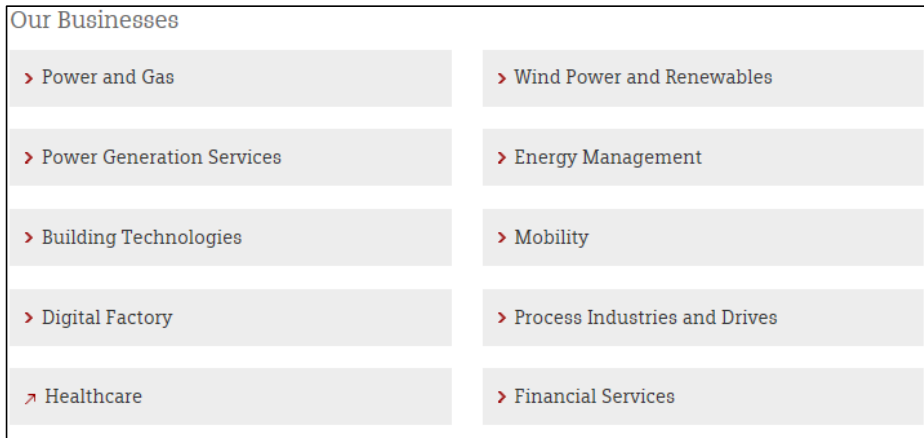 Our Businesses
Power and Gas
Wind Power and Renewables
Power Generation Services
Energy Management
Building Technologies
Mobility
Digital Factory
Process Industries and Drives
Healthcare
Financial Services